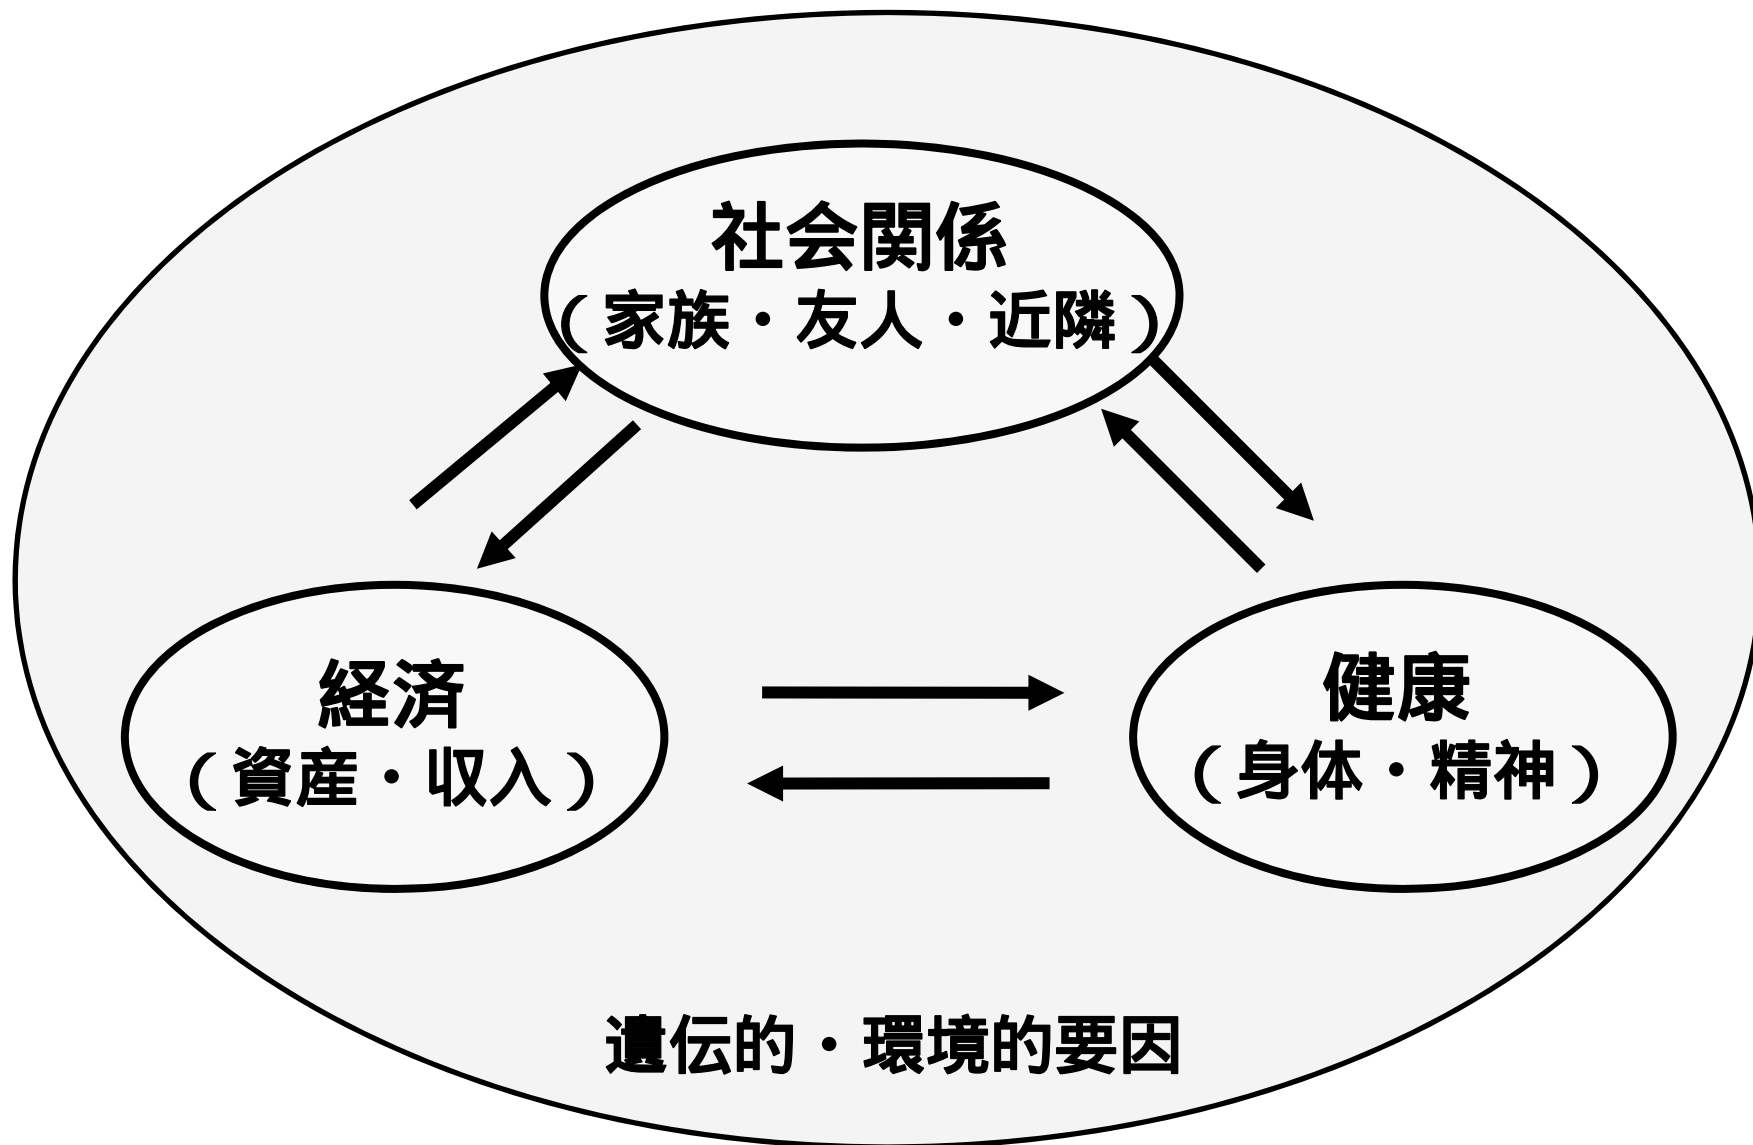 社会関係
（家族・友人・近隣）
経済
（資産・収入）
健康
（身体・精神）
遺伝的・環境的要因